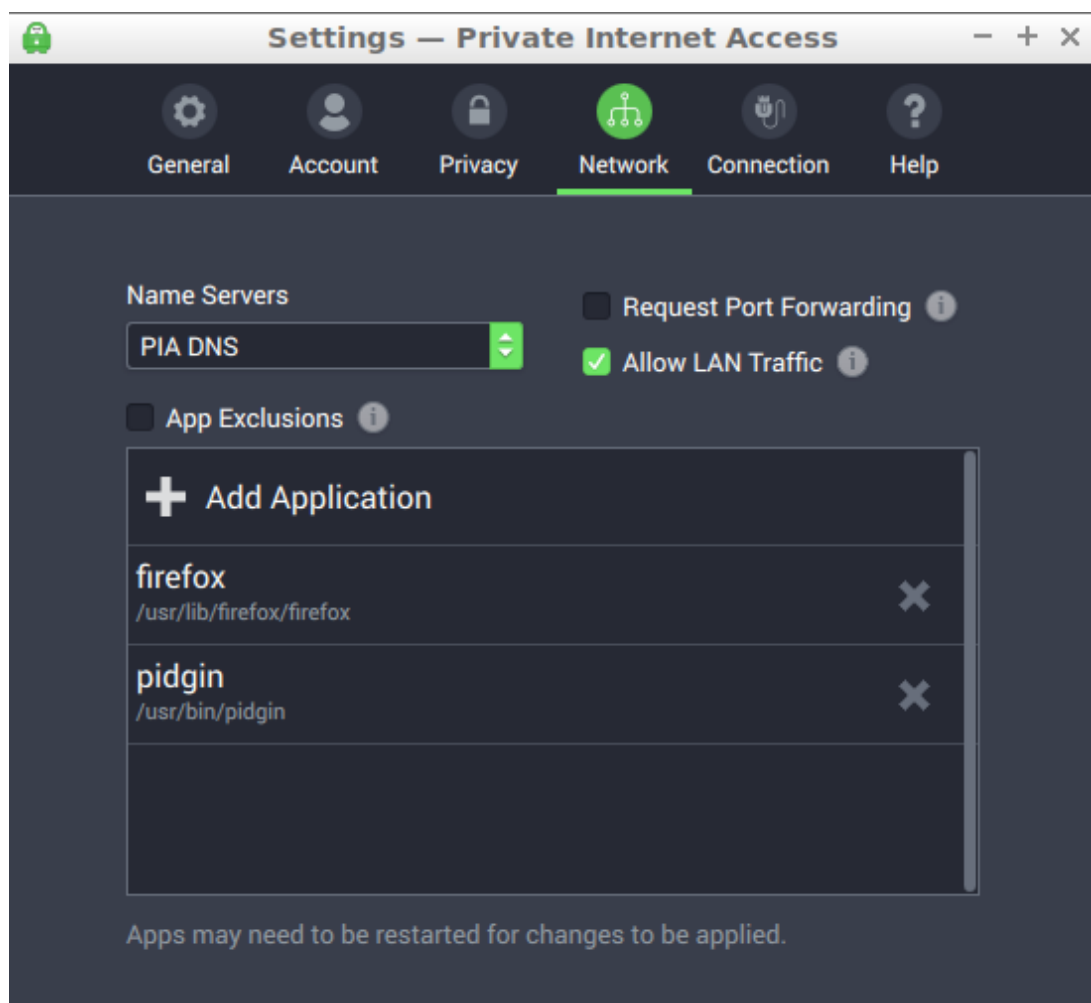 Settings — Private Internet Access
General
Account
Privacy
Network
Connection
Help
Name Servers
PIA DNS
Request Port Forwarding
Allow LAN Traffic
App Exclusions
Add Application
firefox
/usr/lib/firefox/firefox
pidgin
/usr/bin/pidgin
Apps may need to be restarted for changes to be applied.